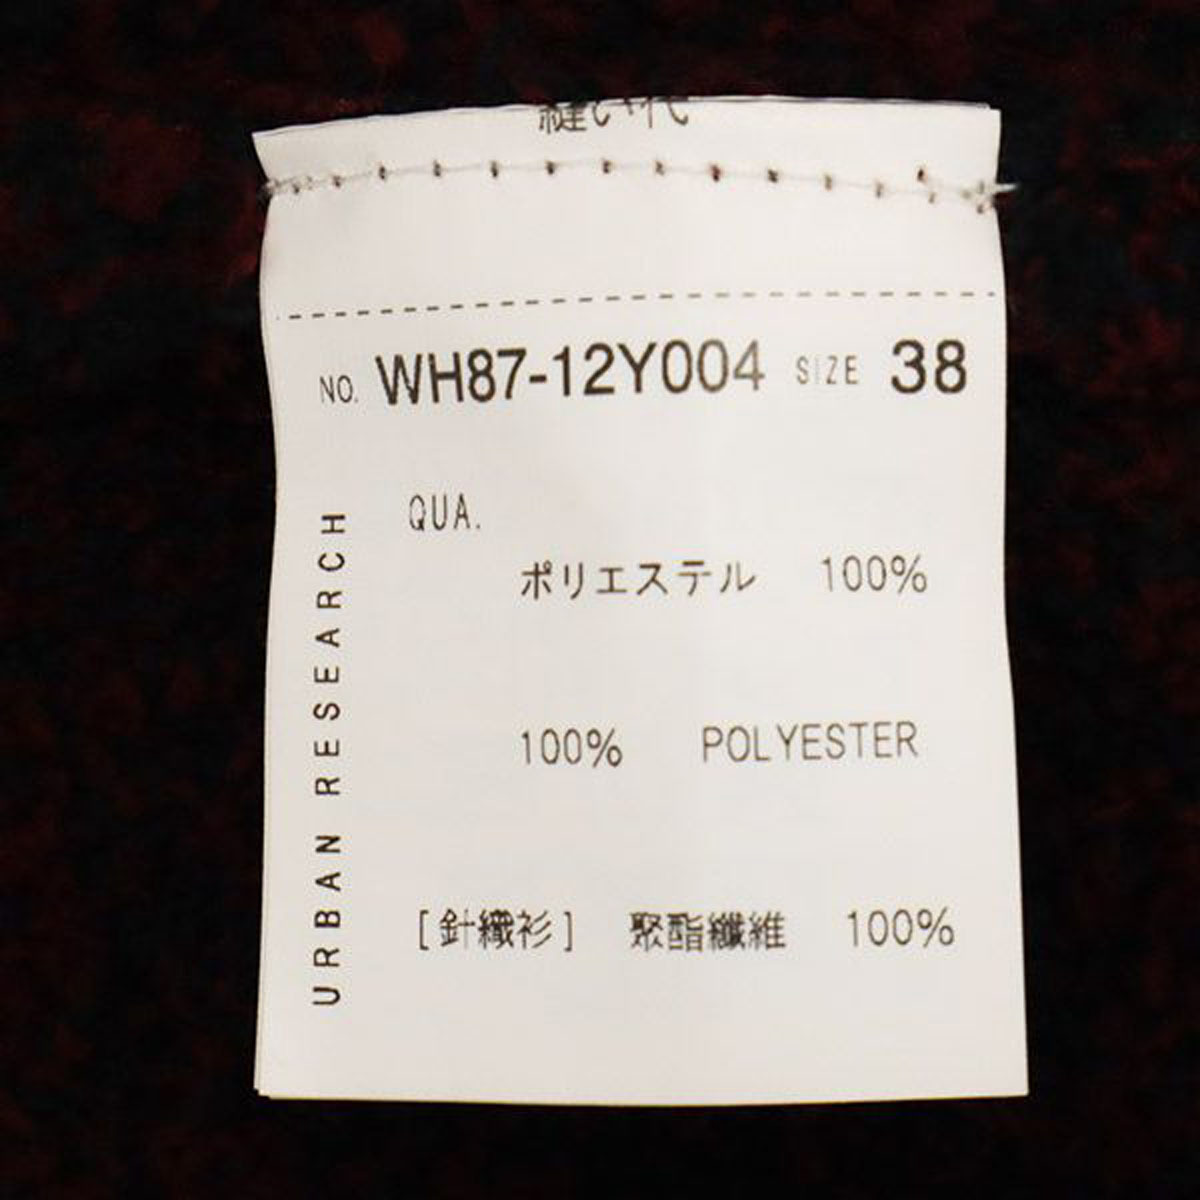 縫い代
NO. WH87-12Y004 SIZE 38
QUA.
ポリエステル 100%
100% POLYESTER
[針織衫] 聚酯纖維 100%
URBAN RESEARCH